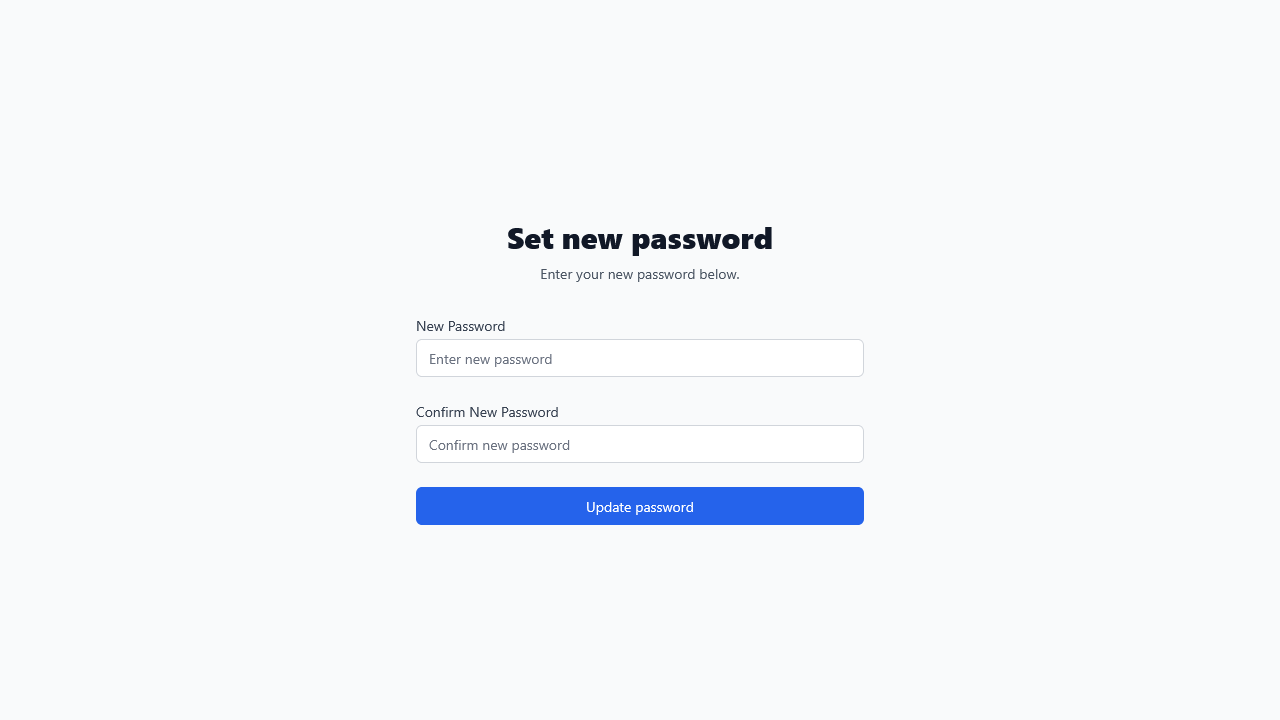 Set new password
Enter your new password below.
New Password
Enter new password
Confirm New Password
Confirm new password
Update password